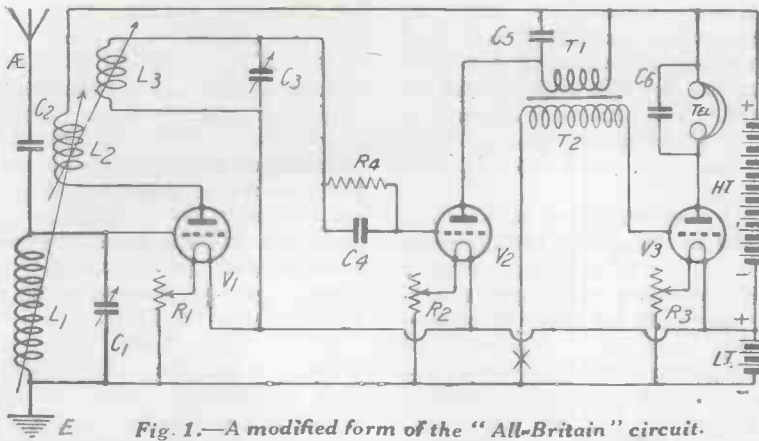 Æ
C2
L2
L3
C3
C5
T1
T2
C6
TEL
+
HT
-
R4
C4
V1
V2
V3
L1
C1
R1
R2
R3
+
L.T.
-
E
Fig. 1.—A modified form of the "All-Britain" circuit.